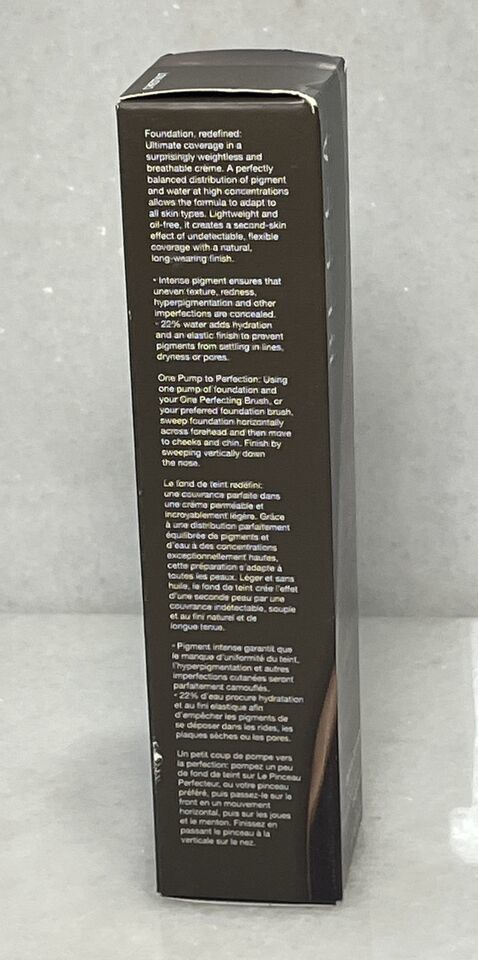 Foundation, redefined:
Ultimate coverage in a
surprisingly weightless and
breathable crème. A perfectly
balanced distribution of pigment
and water at high concentrations
allows the formula to adapt to
all skin types. Lightweight and
oil-free, it creates a second-skin
effect of undetectable, flexible
coverage with a natural,
long-wearing finish.
• Intense pigment ensures that
uneven texture, redness,
hyperpigmentation and other
imperfections are concealed.
• 22% water adds hydration
and an elastic finish to prevent
pigments from settling in lines,
dryness or pores.
One Pump to Perfection: Using
one pump of foundation and
your One Perfecting Brush, or
your preferred foundation brush,
sweep foundation horizontally
across forehead and then move
to cheeks and chin. Finish by
sweeping vertically down
the nose.
Le fond de teint redéfini:
une couvrance parfaite dans
une crème perméable et
incroyablement légère. Grâce
à une distribution parfaitement
équilibrée de pigments et
d'eau à des concentrations
exceptionnellement hautes,
cette préparation s'adapte à
toutes les peaux. Léger et sans
huile, le fond de teint crée l'effet
d'une seconde peau par une
couvrance indétectable, souple
et au fini naturel et de
longue tenue.
• Pigment intense garantit que
le manque d'uniformité du teint,
l'hyperpigmentation et autres
imperfections cutanées seront
parfaitement camouflés.
• 22% d'eau procure hydratation
et au fini elastique afin
d'empêcher les pigments de
se déposer dans les rides, les
plaques sèches ou les pores.
Un petit coup de pompe vers
la perfection: pompez un peu
de fond de teint sur Le Pinceau
Perfecteur, ou votre pinceau
préféré, puis passez-le sur le
front en un mouvement
horizontal, puis sur les joues
et le menton. Finissez en
passant le pinceau à la
verticale sur le nez.